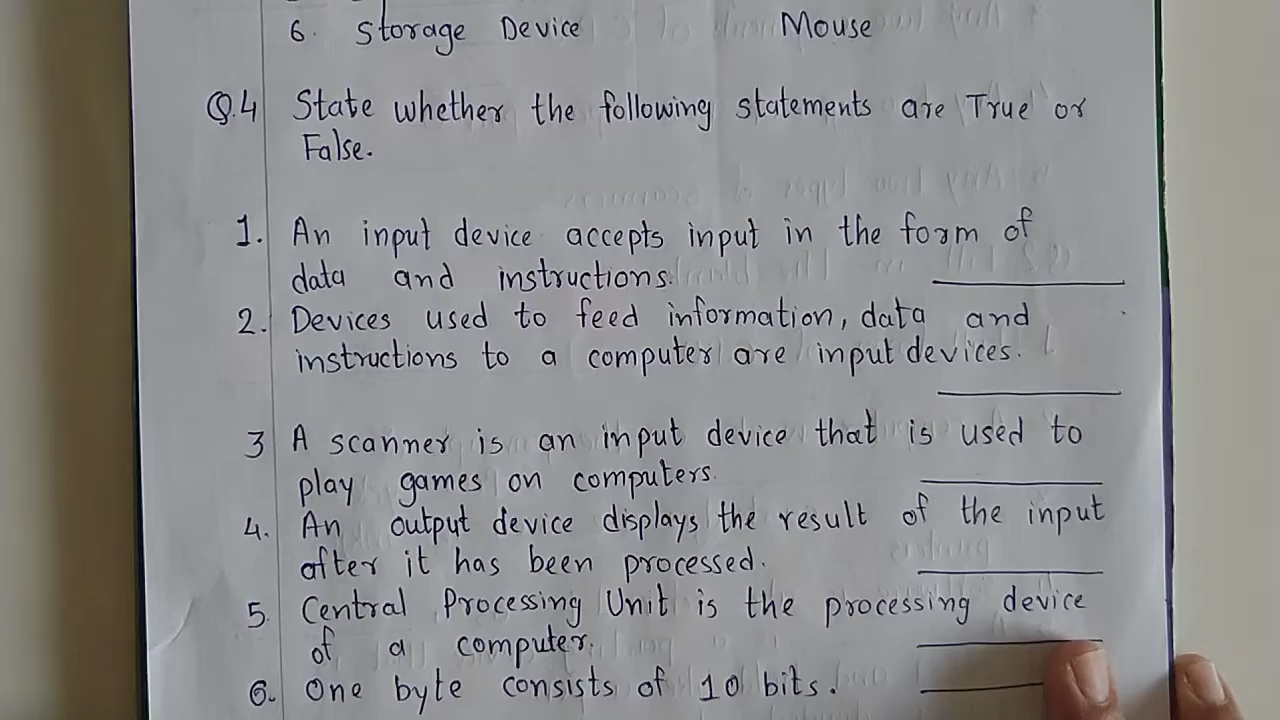 6. Storage Device Mouse
Q.4 State whether the following statements are True or
False.
1. An input device accepts input in the form of
data and instructions.
2. Devices used to feed information, data and
instructions to a computer are input devices.
3 A scanner is an input device that is used to
play games on computers.
4. An output device displays the result of the input
after it has been processed.
5. Central Processing Unit is the processing device
of a computer.
6. One byte consists of 10 bits.